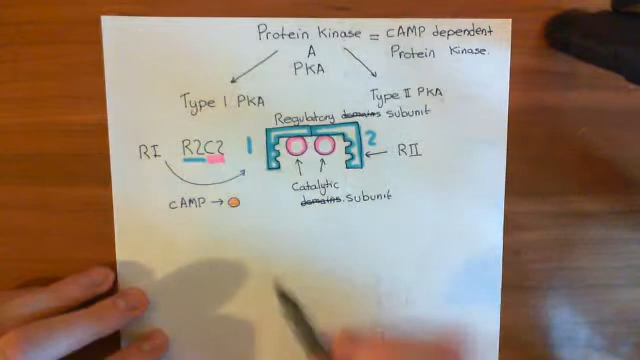 Protein Kinase = cAMP dependent
A Protein Kinase.
PKA
Type I PKA Type II PKA
Regulatory domains subunit
RI R2C2 1 2 RII
Catalytic
cAMP → domains. subunit